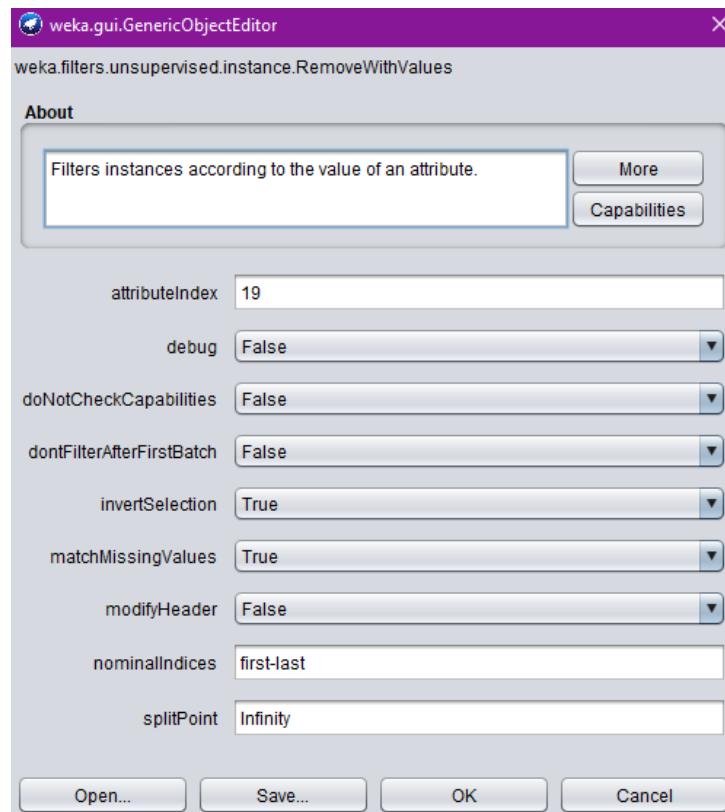 weka.gui.GenericObjectEditor
weka.filters.unsupervised.instance.RemoveWithValues
About
Filters instances according to the value of an attribute.
More
Capabilities
attributeIndex 19
debug False
doNotCheckCapabilities False
dontFilterAfterFirstBatch False
invertSelection True
matchMissingValues True
modifyHeader False
nominalIndices first-last
splitPoint Infinity
Open... Save... OK Cancel